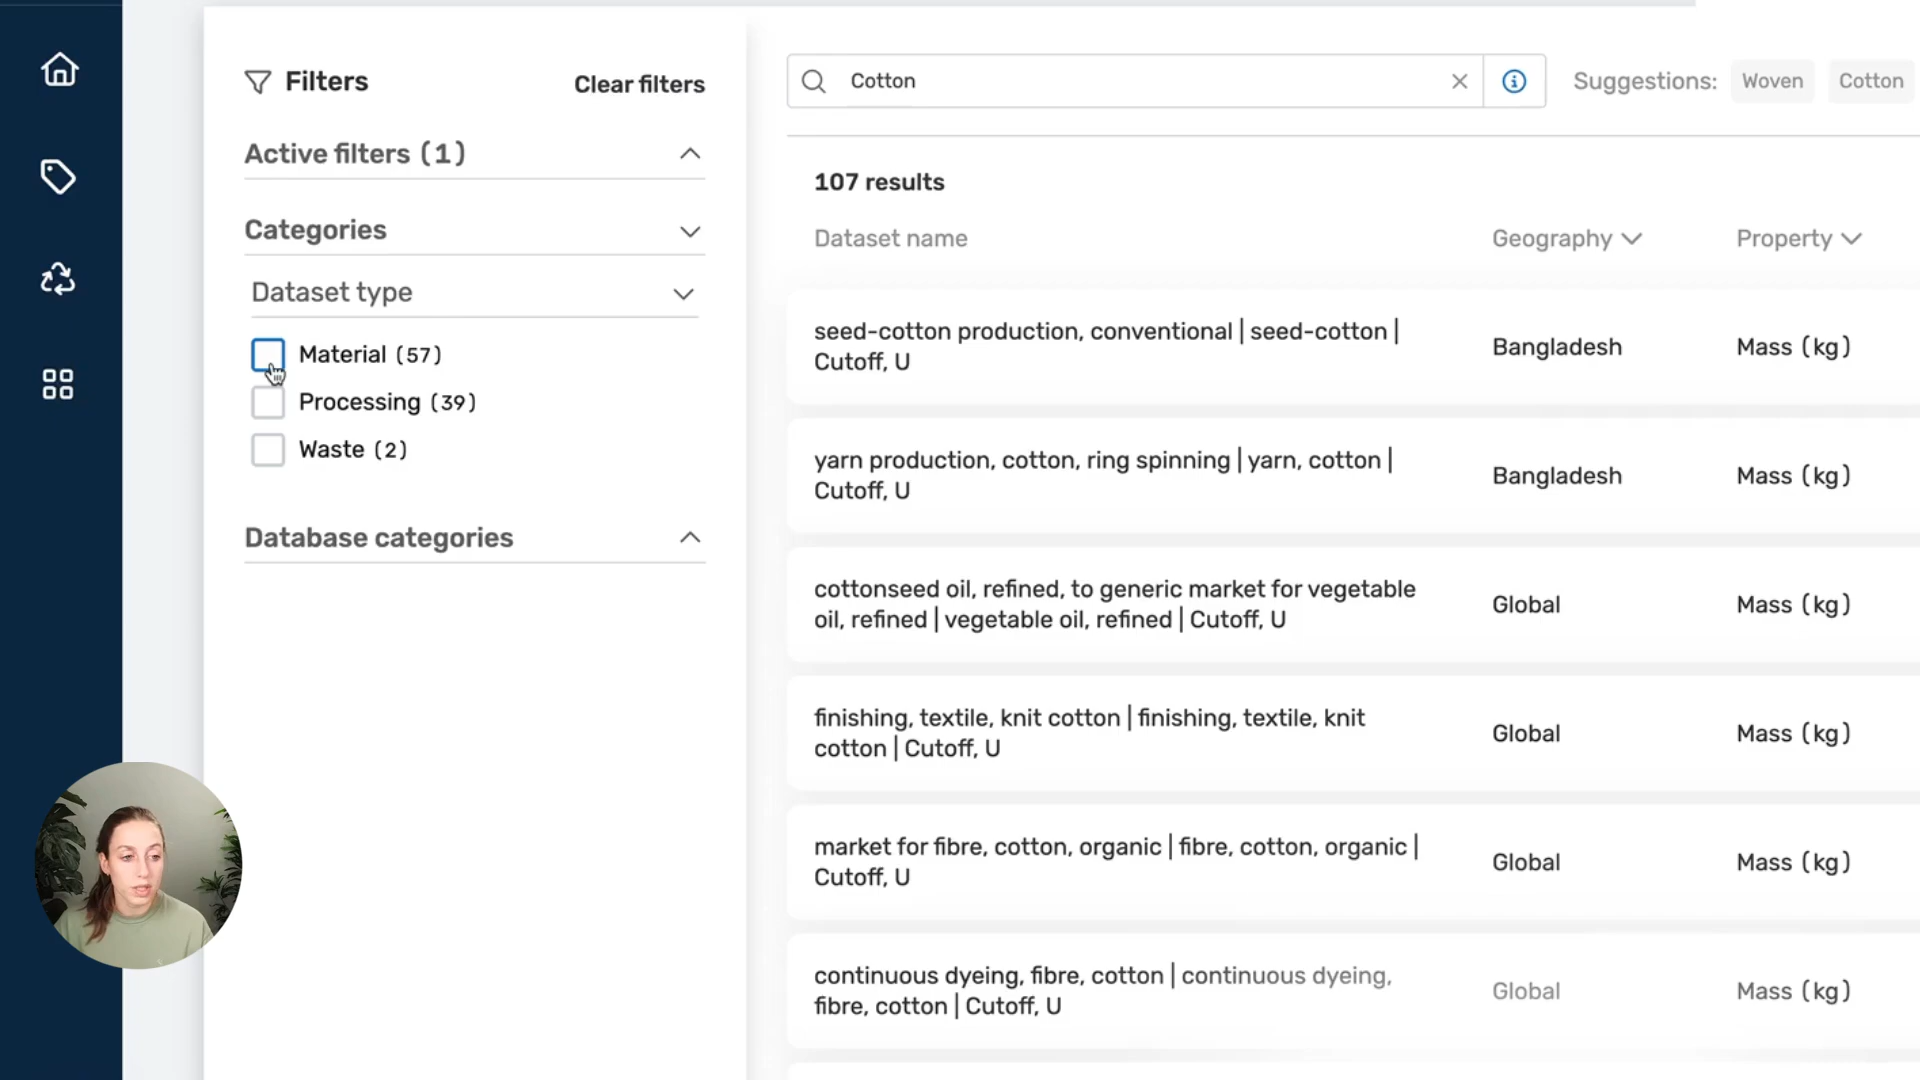 Filters
Clear filters
Active filters (1)
Categories
Dataset type
Material (57)
Processing (39)
Waste (2)
Database categories
Cotton
Suggestions: Woven Cotton
107 results
Dataset name Geography Property
seed-cotton production, conventional | seed-cotton |
Cutoff, U
Bangladesh
Mass (kg)
yarn production, cotton, ring spinning | yarn, cotton |
Cutoff, U
Bangladesh
Mass (kg)
cottonseed oil, refined, to generic market for vegetable
oil, refined | vegetable oil, refined | Cutoff, U
Global
Mass (kg)
finishing, textile, knit cotton | finishing, textile, knit
cotton | Cutoff, U
Global
Mass (kg)
market for fibre, cotton, organic | fibre, cotton, organic |
Cutoff, U
Global
Mass (kg)
continuous dyeing, fibre, cotton | continuous dyeing,
fibre, cotton | Cutoff, U
Global
Mass (kg)